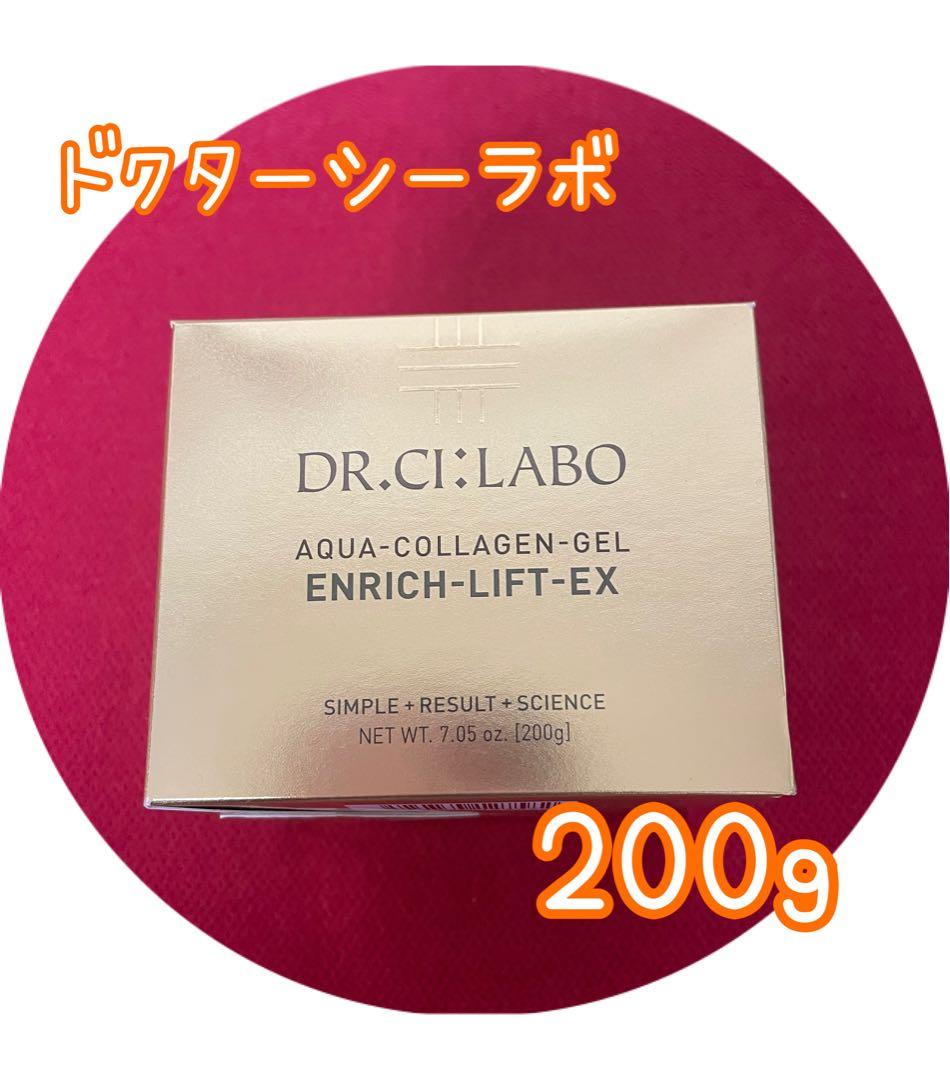 ドクターシーラボ
DR.CI:LABO
AQUA-COLLAGEN-GEL
ENRICH-LIFT-EX
SIMPLE+RESULT+SCIENCE
NET WT. 7.05 oz. [200g]
200g